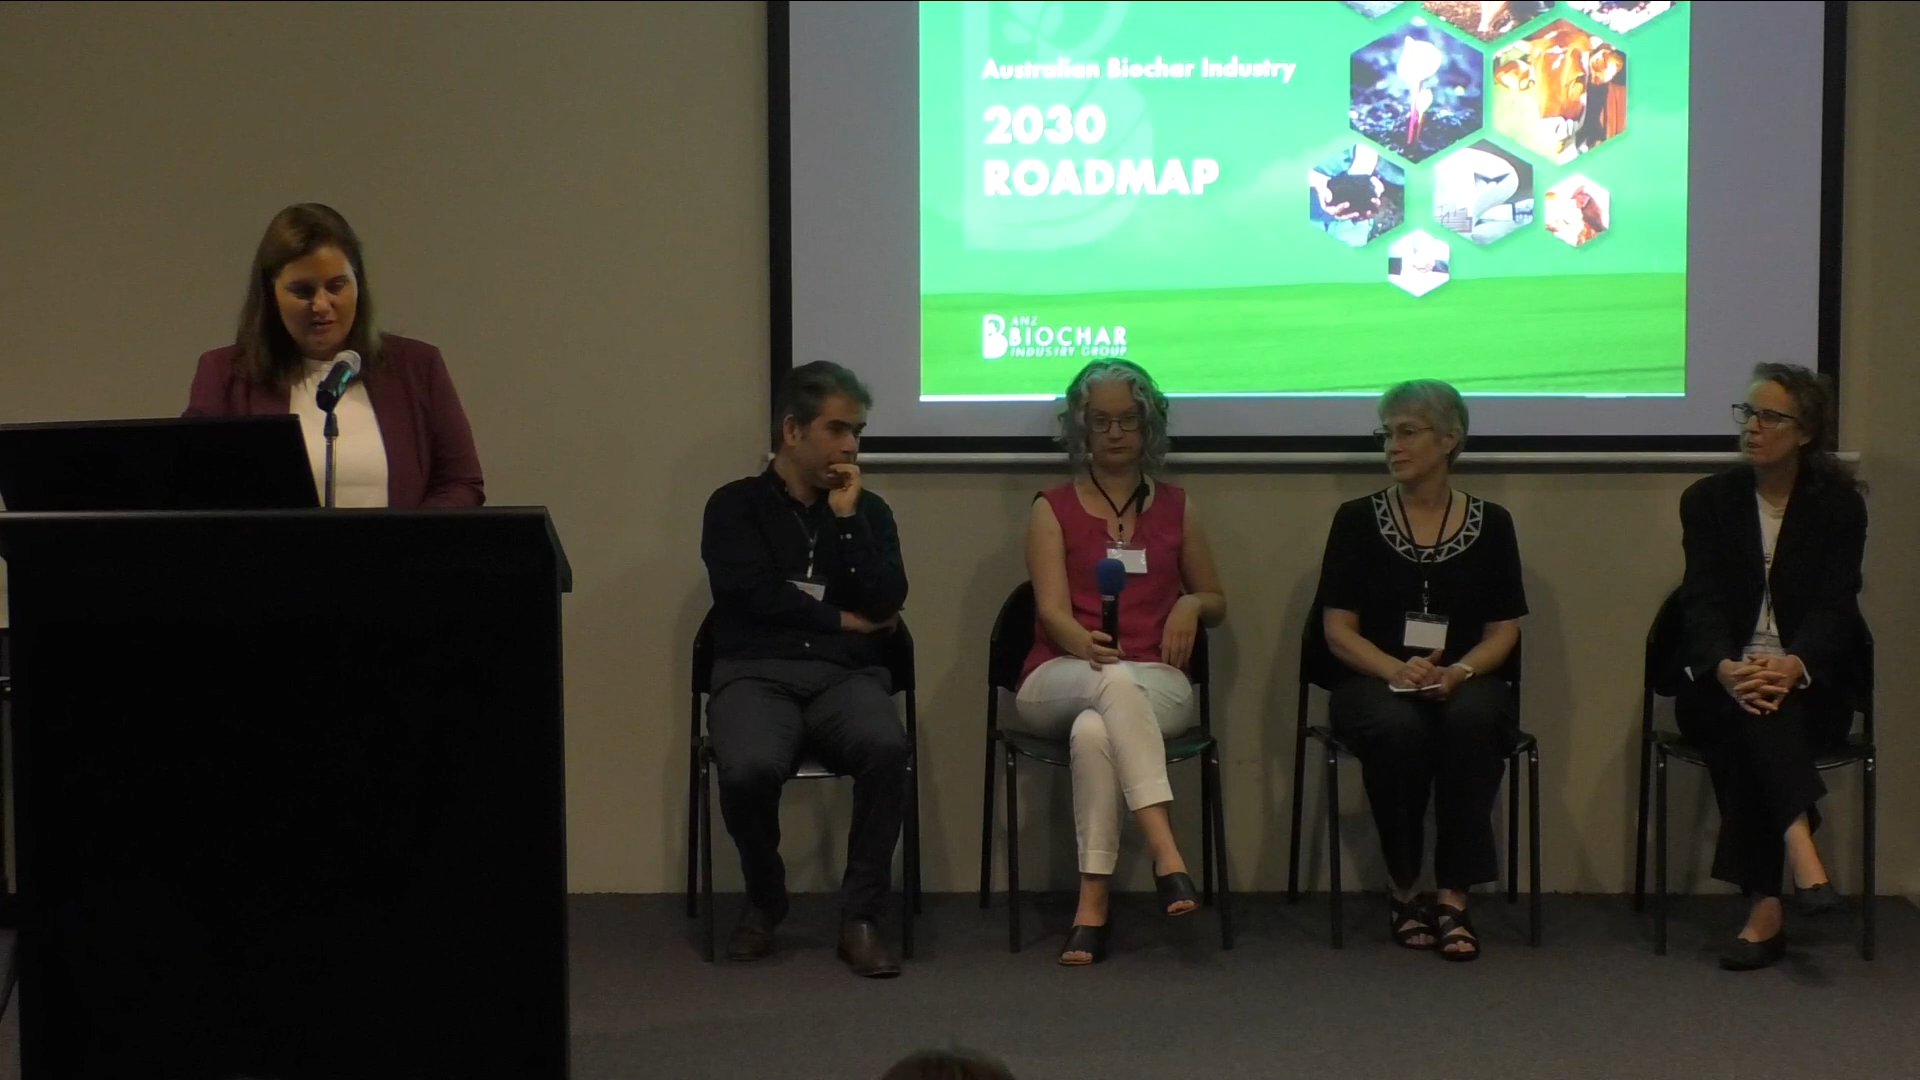 Australian Biochar Industry
2030
ROADMAP
ANZ
BIOCHAR
INDUSTRY GROUP